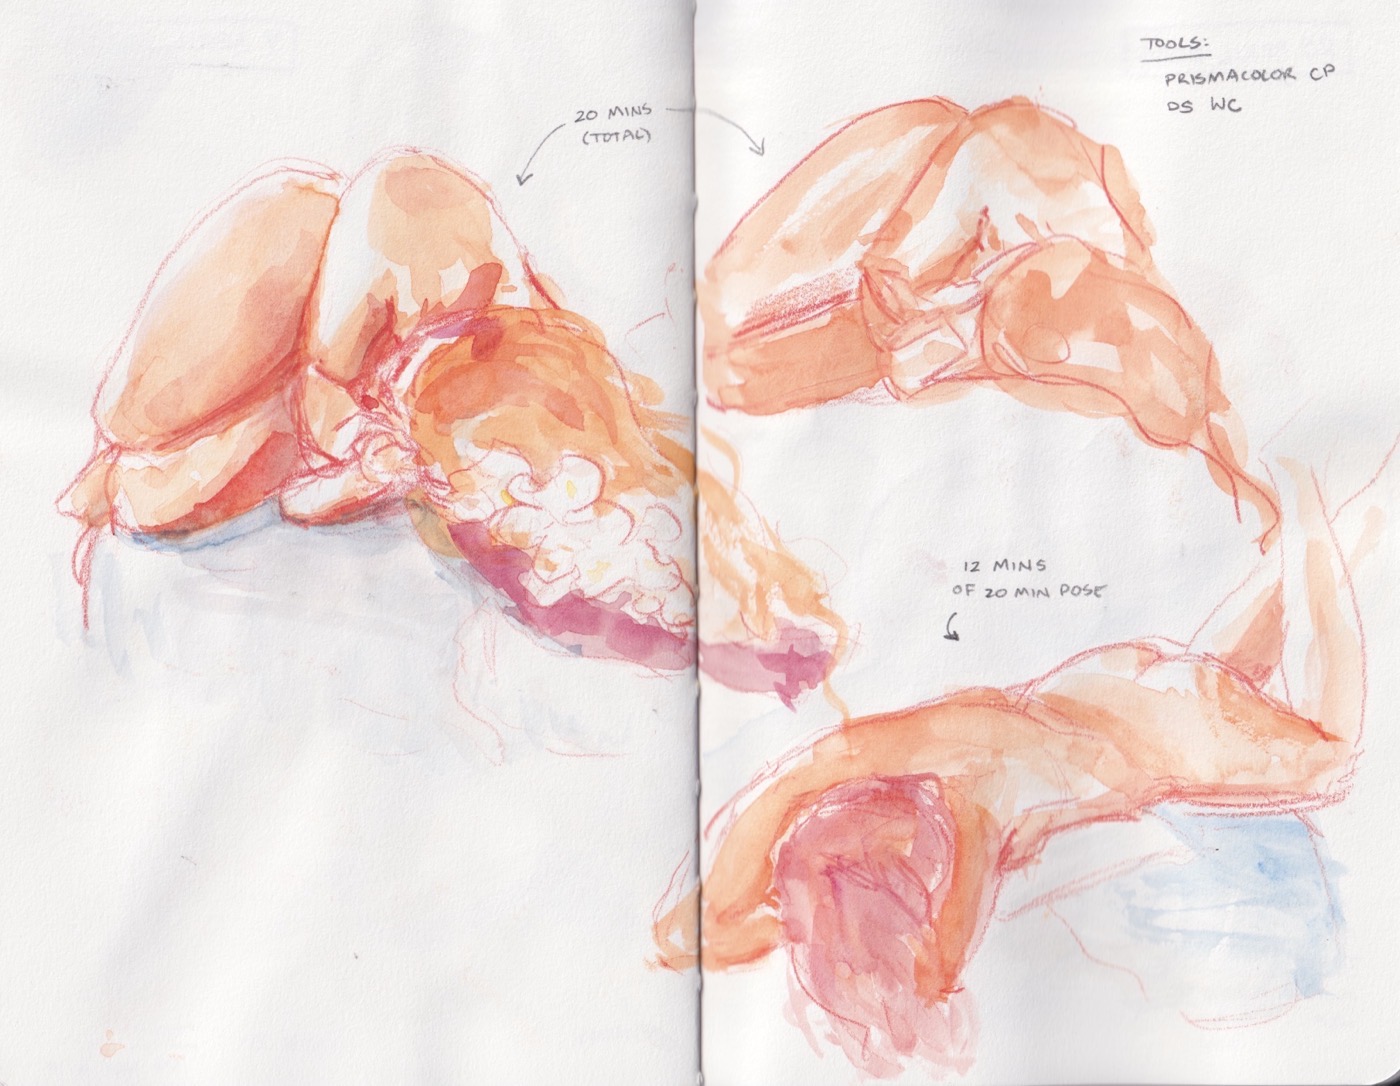 20 MINS
(TOTAL)
TOOLS:
PRISMACOLOR CP
DS WC
12 MINS
OF 20 MIN POSE